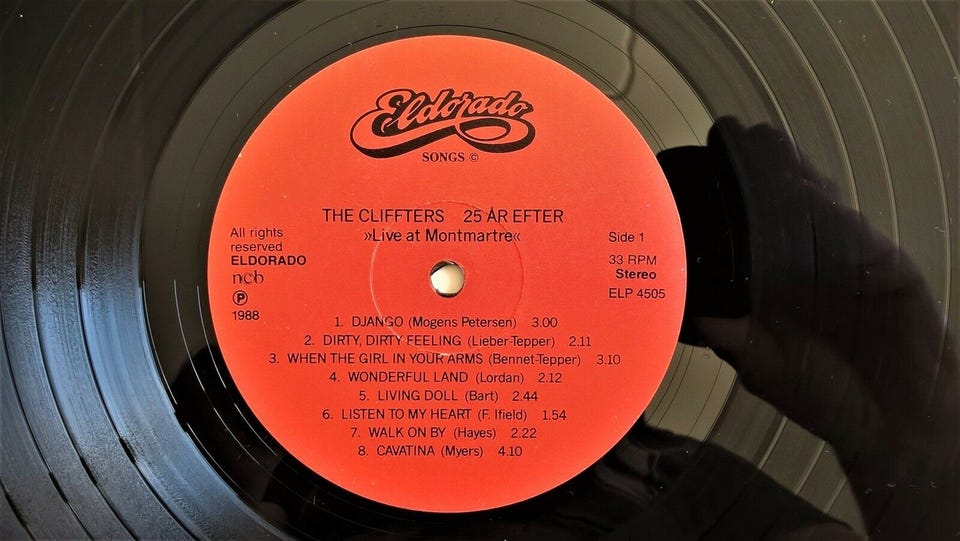 Eldorado
SONGS ©
THE CLIFFTERS 25 ÅR EFTER
»Live at Montmartre«
All rights
reserved
ELDORADO
ncb
Ⓟ
1988
Side 1
33 RPM
Stereo
ELP 4505
1. DJANGO (Mogens Petersen) 3:00
2. DIRTY, DIRTY FEELING (Lieber-Tepper) 2.11
3. WHEN THE GIRL IN YOUR ARMS (Bennet-Tepper) 3.10
4. WONDERFUL LAND (Lordan) 2.12
5. LIVING DOLL (Bart) 2.44
6. LISTEN TO MY HEART (F. Ifield) 1.54
7. WALK ON BY (Hayes) 2.22
8. CAVATINA (Myers) 4.10